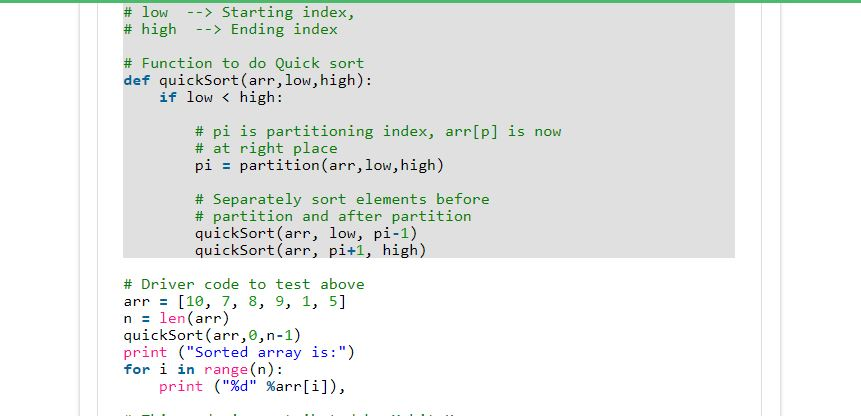 # low  --> Starting index,
# high  --> Ending index
# Function to do Quick sort
def quickSort(arr,low,high):
    if low < high:
        # pi is partitioning index, arr[p] is now
        # at right place
        pi = partition(arr,low,high)
        # Separately sort elements before
        # partition and after partition
        quickSort(arr, low, pi-1)
        quickSort(arr, pi+1, high)
# Driver code to test above
arr = [10, 7, 8, 9, 1, 5]
n = len(arr)
quickSort(arr,0,n-1)
print ("Sorted array is:")
for i in range(n):
    print ("%d" %arr[i]),